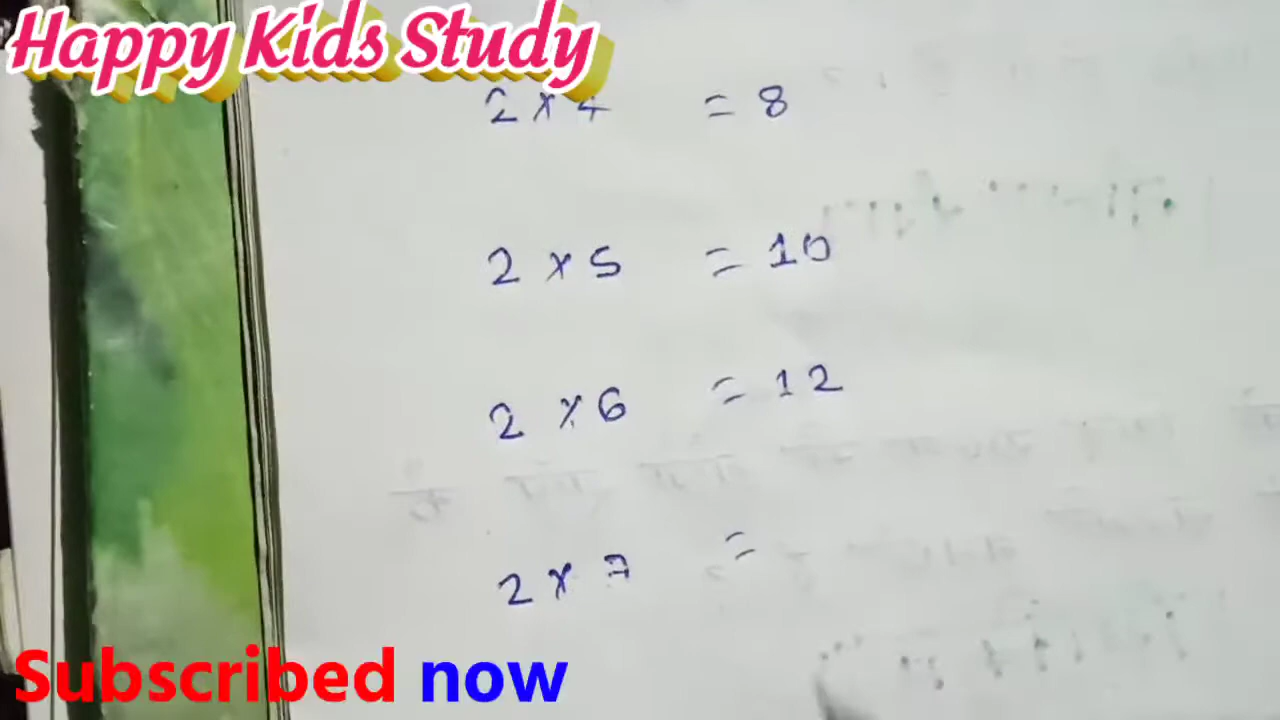 Happy Kids Study
2 x 4 = 8
2 x 5 = 10
2 x 6 = 12
2 x 7 =
Subscribed now